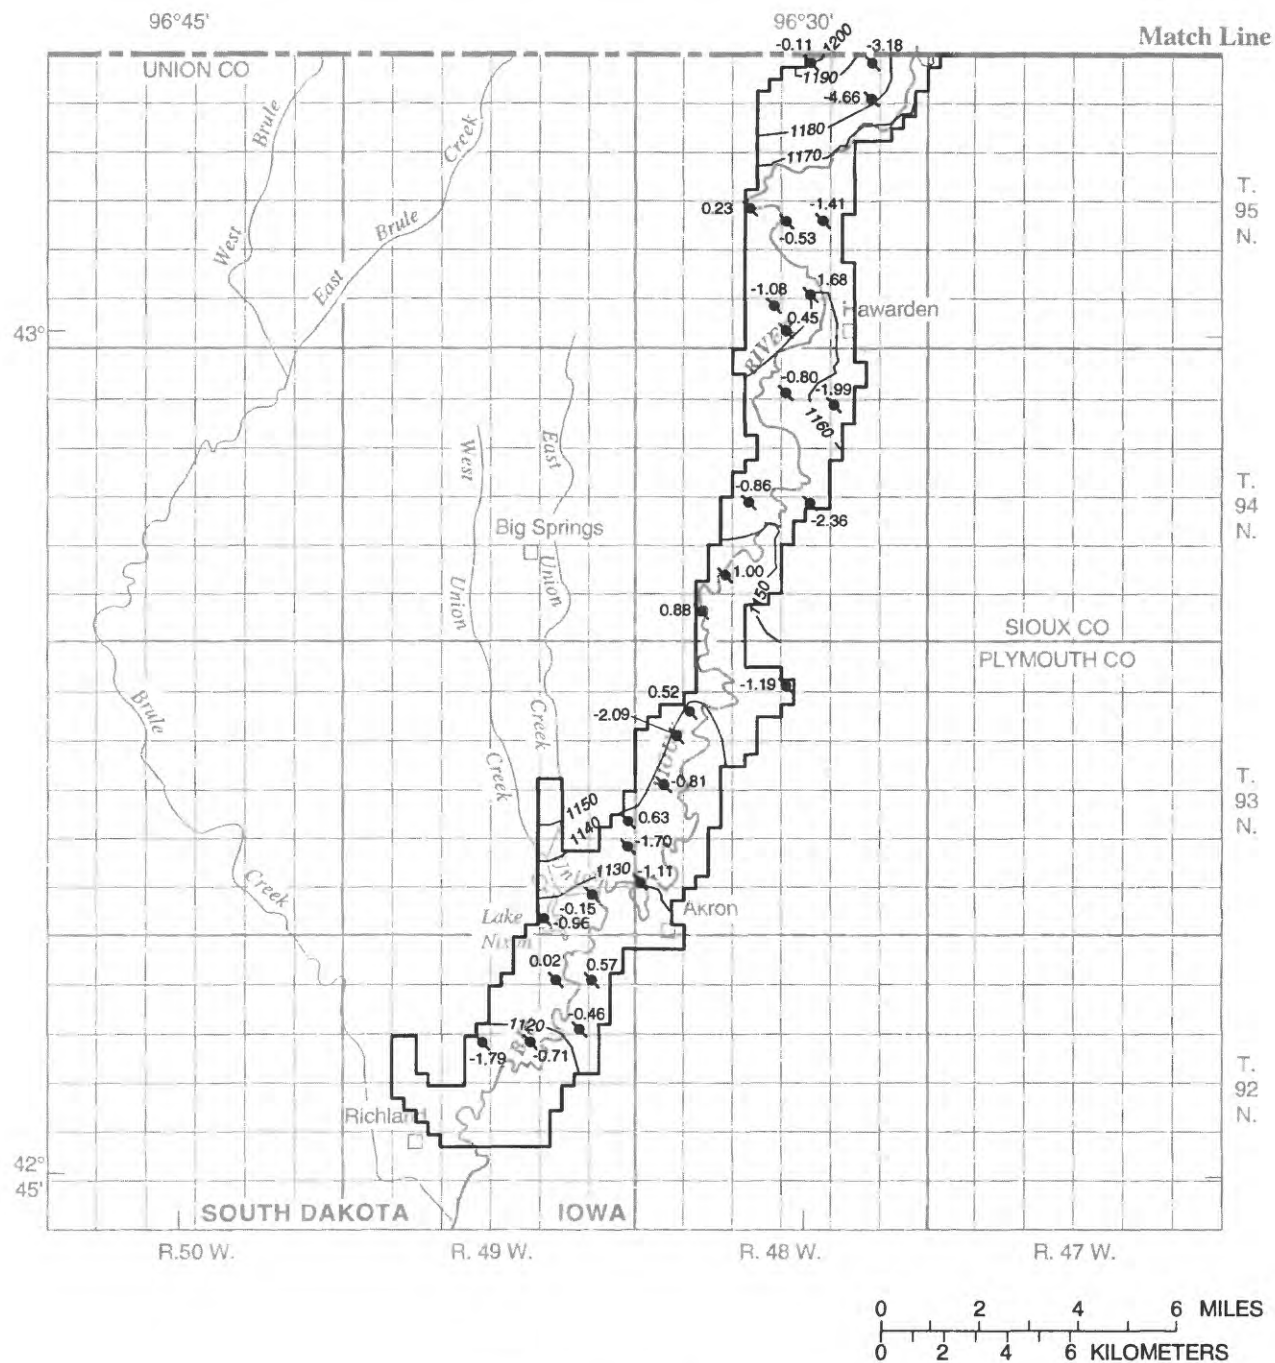 96°45'
96°30'
Match Line
UNION CO
-0.11
1200
-3.18
1190
-4.66
1180
1170
West
Brule
Creek
East
Brule
T.
95
N.
0.23
-1.41
-0.53
-1.08
1.68
0.45
Hawarden
43°
RIVER
-0.80
-1.99
1160
West
East
-0.86
-2.36
T.
94
N.
Big Springs
Union
Union
1.00
1150
0.88
SIOUX CO
PLYMOUTH CO
-1.19
0.52
-2.09
Brule
Creek
Creek
-0.81
T.
93
N.
1150
1140
0.63
-1.70
1130
-1.11
Creek
Lake
-0.15
-0.96
Akron
0.02
0.57
-0.46
1120
-1.79
-0.71
T.
92
N.
Richland
42°
45'
SOUTH DAKOTA
IOWA
R.50 W.
R. 49 W.
R. 48 W.
R. 47 W.
0 2 4 6 MILES
0 2 4 6 KILOMETERS